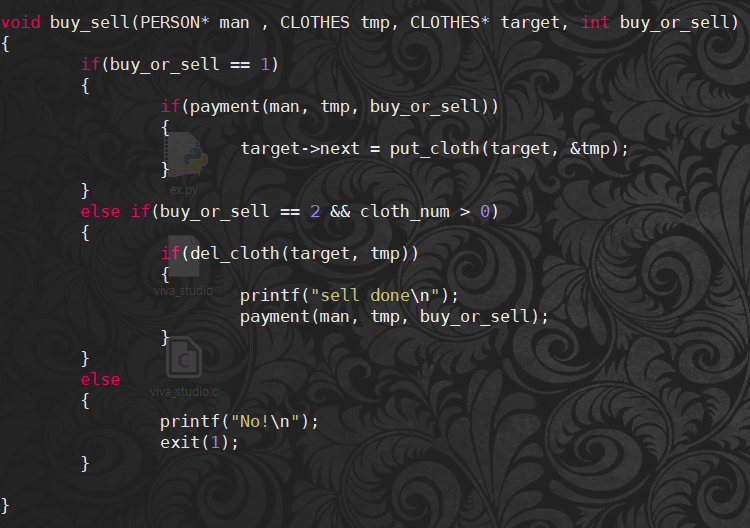 void buy_sell(PERSON* man , CLOTHES tmp, CLOTHES* target, int buy_or_sell)
{
if(buy_or_sell == 1)
{
if(payment(man, tmp, buy_or_sell))
{
target->next = put_cloth(target, &tmp);
}
ex.py
}
else if(buy_or_sell == 2 && cloth_num > 0)
{
if(del_cloth(target, tmp))
{
viva_studio
printf("sell done\n");
payment(man, tmp, buy_or_sell);
}
}
C
else
viva_studio.c
{
printf("No!\n");
exit(1);
}
}